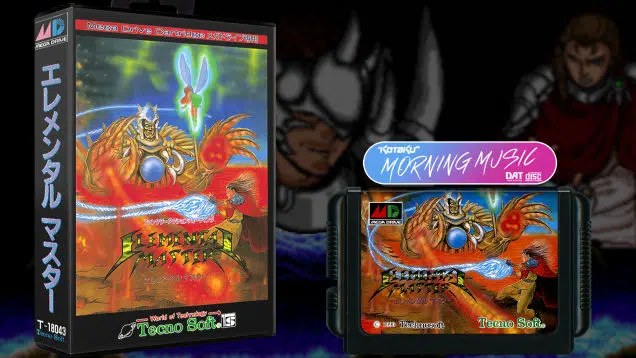 MD
MEGA DRIVE
Mega Drive Cartridge メガドライブ専用
エレメンタル マスター
ELEMENTAL
MASTER
World of Technology
Tecno Soft.
T-18043
"KOTAKU"
MORNING MUSIC
DAT disc
MD
MEGA DRIVE
ELEMENTAL
MASTER
Technosoft
Tecno Soft.